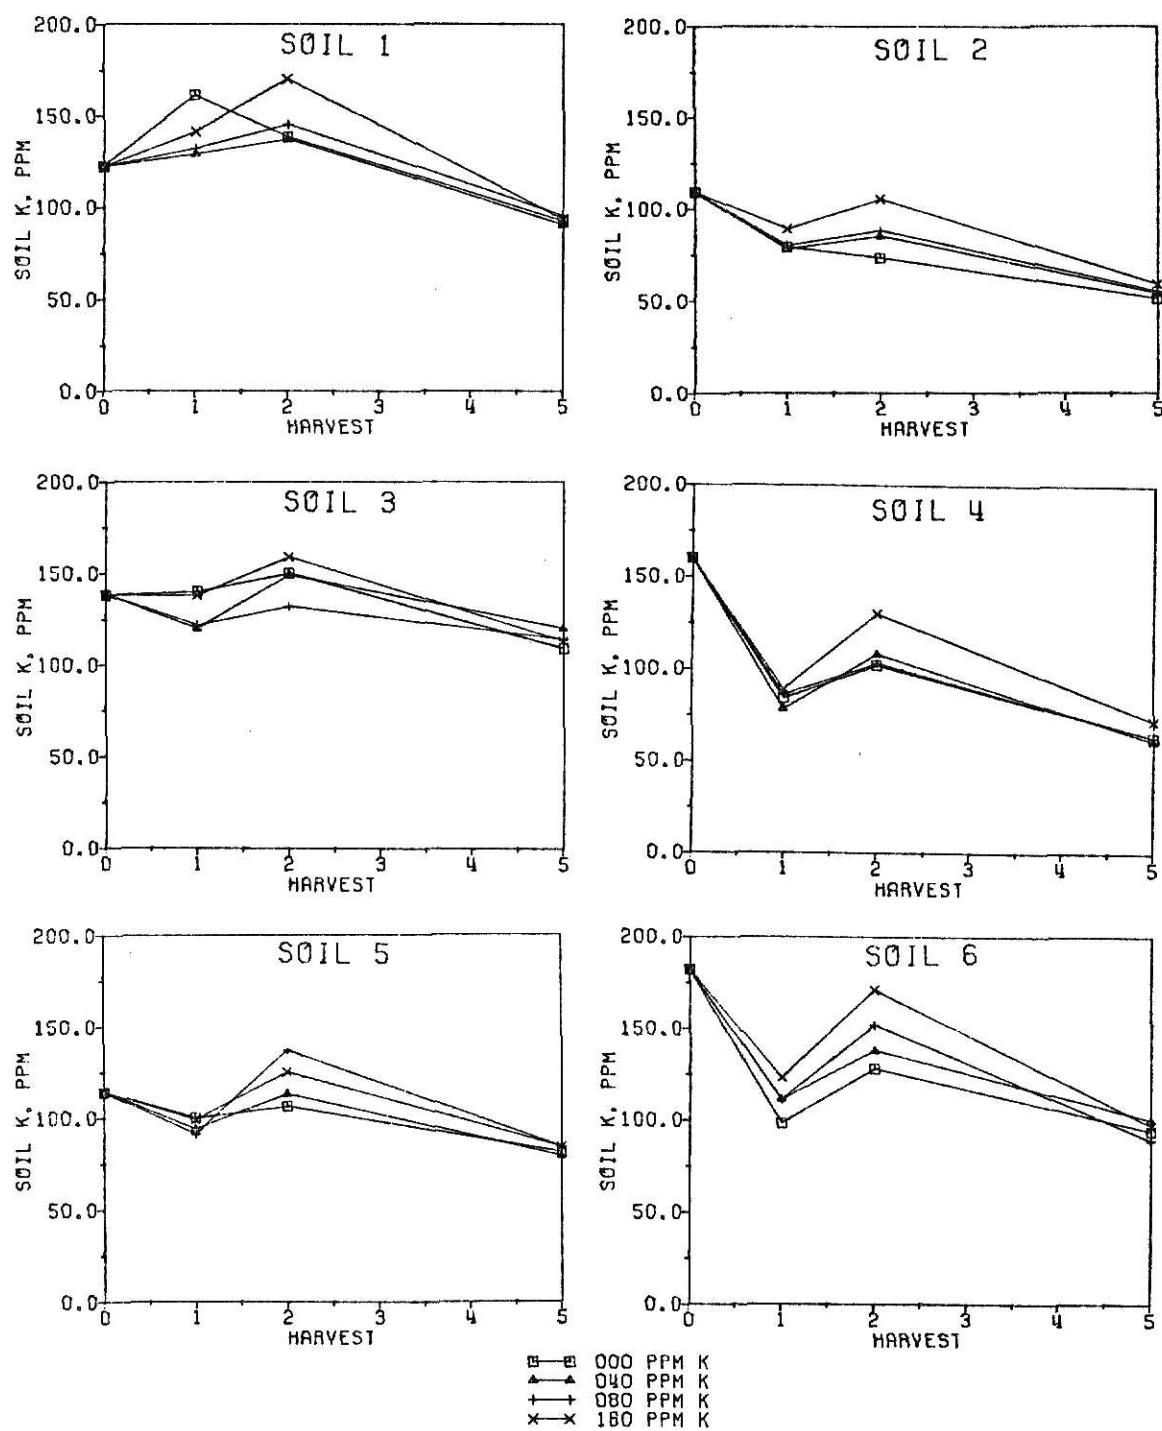 SOIL 1
200.0
150.0
100.0
50.0
0.0
SOIL K, PPM
0 1 2 3 4 5
HARVEST
SOIL 2
200.0
150.0
100.0
50.0
0.0
SOIL K, PPM
0 1 2 3 4 5
HARVEST
SOIL 3
200.0
150.0
100.0
50.0
0.0
SOIL K, PPM
0 1 2 3 4 5
HARVEST
SOIL 4
200.0
150.0
100.0
50.0
0.0
SOIL K, PPM
0 1 2 3 4 5
HARVEST
SOIL 5
200.0
150.0
100.0
50.0
0.0
SOIL K, PPM
0 1 2 3 4 5
HARVEST
SOIL 6
200.0
150.0
100.0
50.0
0.0
SOIL K, PPM
0 1 2 3 4 5
HARVEST
000 PPM K
040 PPM K
080 PPM K
160 PPM K